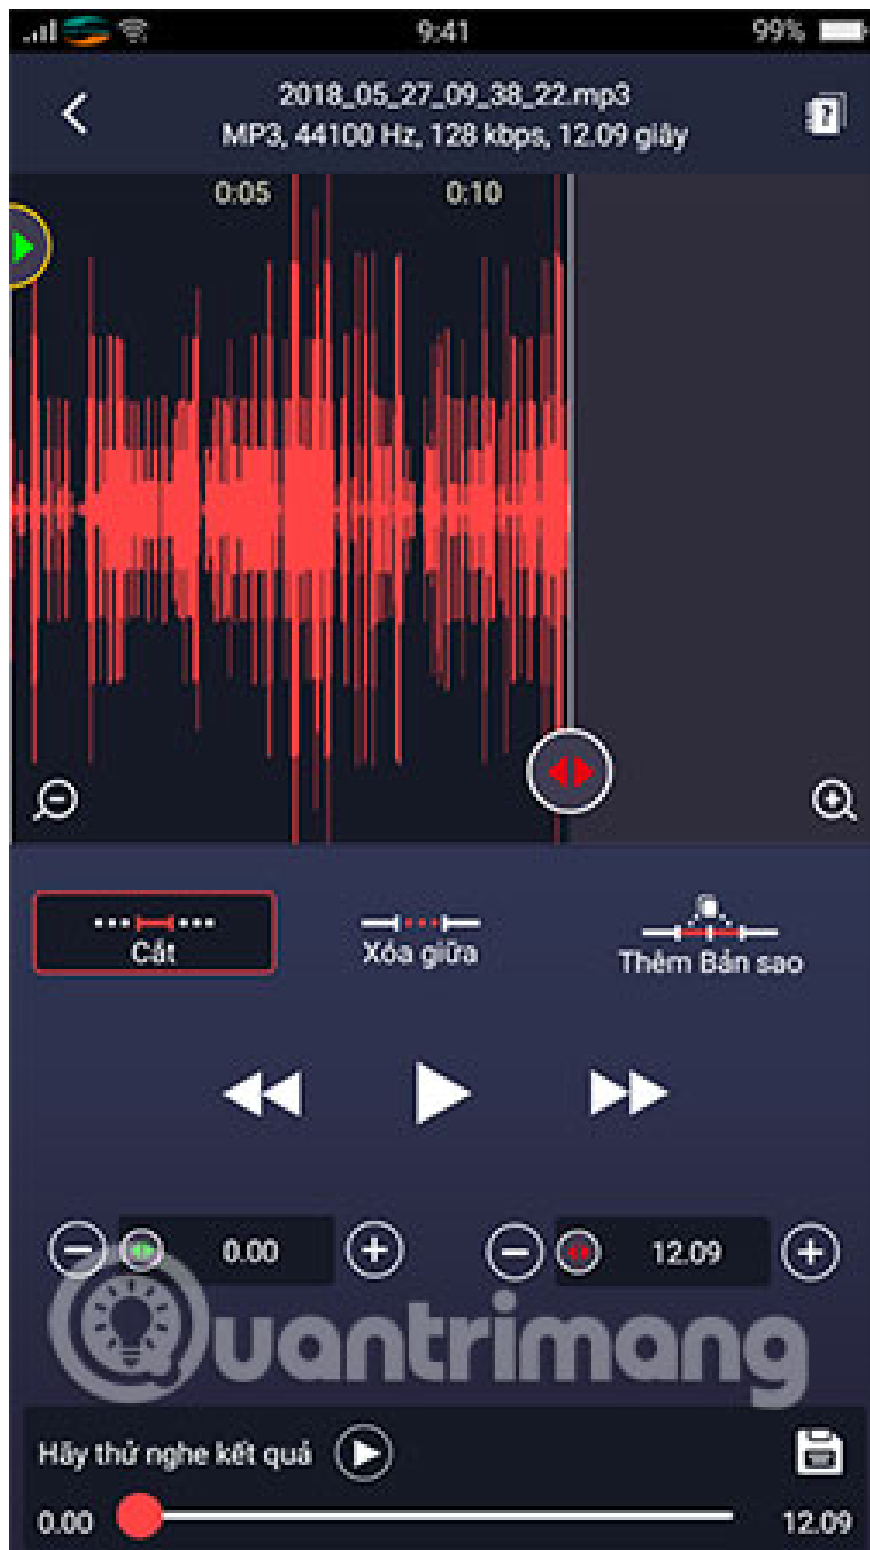 9:41
99%
2018_05_27_09_38_22.mp3
MP3, 44100 Hz, 128 kbps, 12.09 giây
0:05
0:10
Cắt
Xóa giữa
Thêm Bản sao
0.00
12.09
Quantrimang
Hãy thử nghe kết quả
0.00
12.09